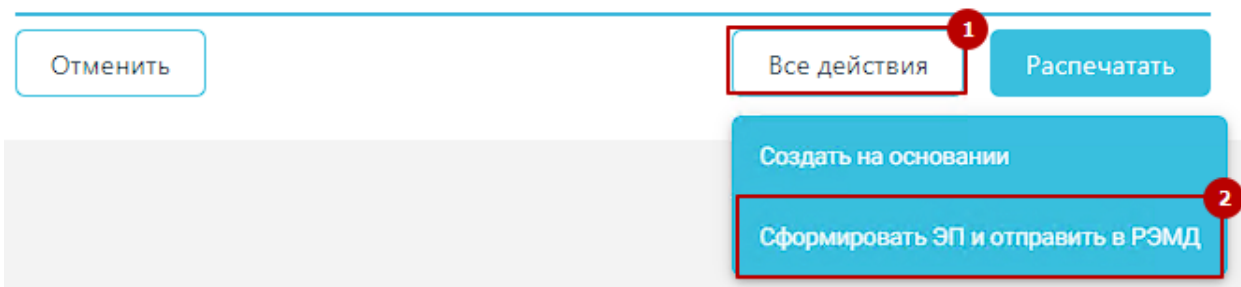 1
Отменить Все действия Распечатать
Создать на основании
2
Сформировать ЭП и отправить в РЭМД